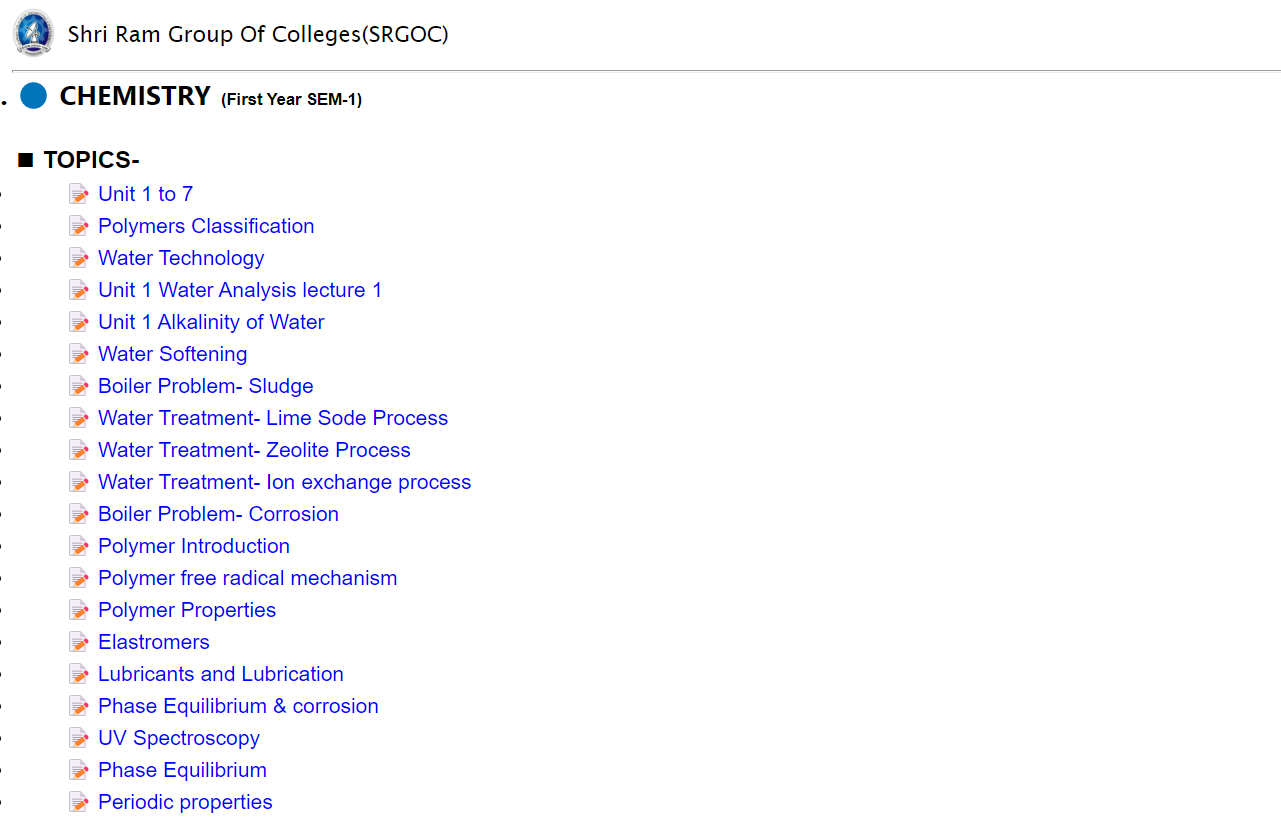 Shri Ram Group Of Colleges(SRGOC)
. CHEMISTRY (First Year SEM-1)
TOPICS-
Unit 1 to 7
Polymers Classification
Water Technology
Unit 1 Water Analysis lecture 1
Unit 1 Alkalinity of Water
Water Softening
Boiler Problem- Sludge
Water Treatment- Lime Sode Process
Water Treatment- Zeolite Process
Water Treatment- Ion exchange process
Boiler Problem- Corrosion
Polymer Introduction
Polymer free radical mechanism
Polymer Properties
Elastromers
Lubricants and Lubrication
Phase Equilibrium & corrosion
UV Spectroscopy
Phase Equilibrium
Periodic properties